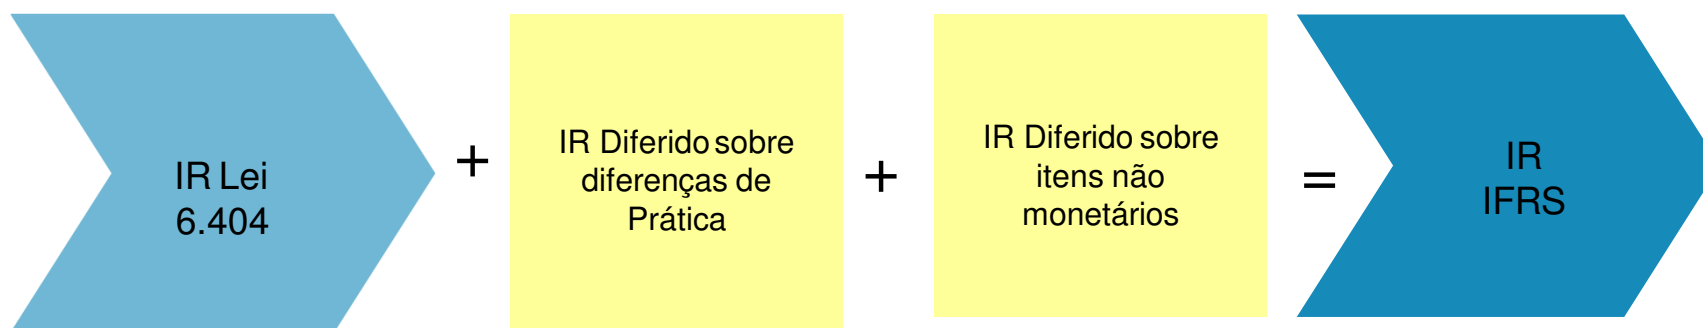 IR Lei
6.404
+
IR Diferido sobre
diferenças de
Prática
+
IR Diferido sobre
itens não
monetários
=
IR
IFRS